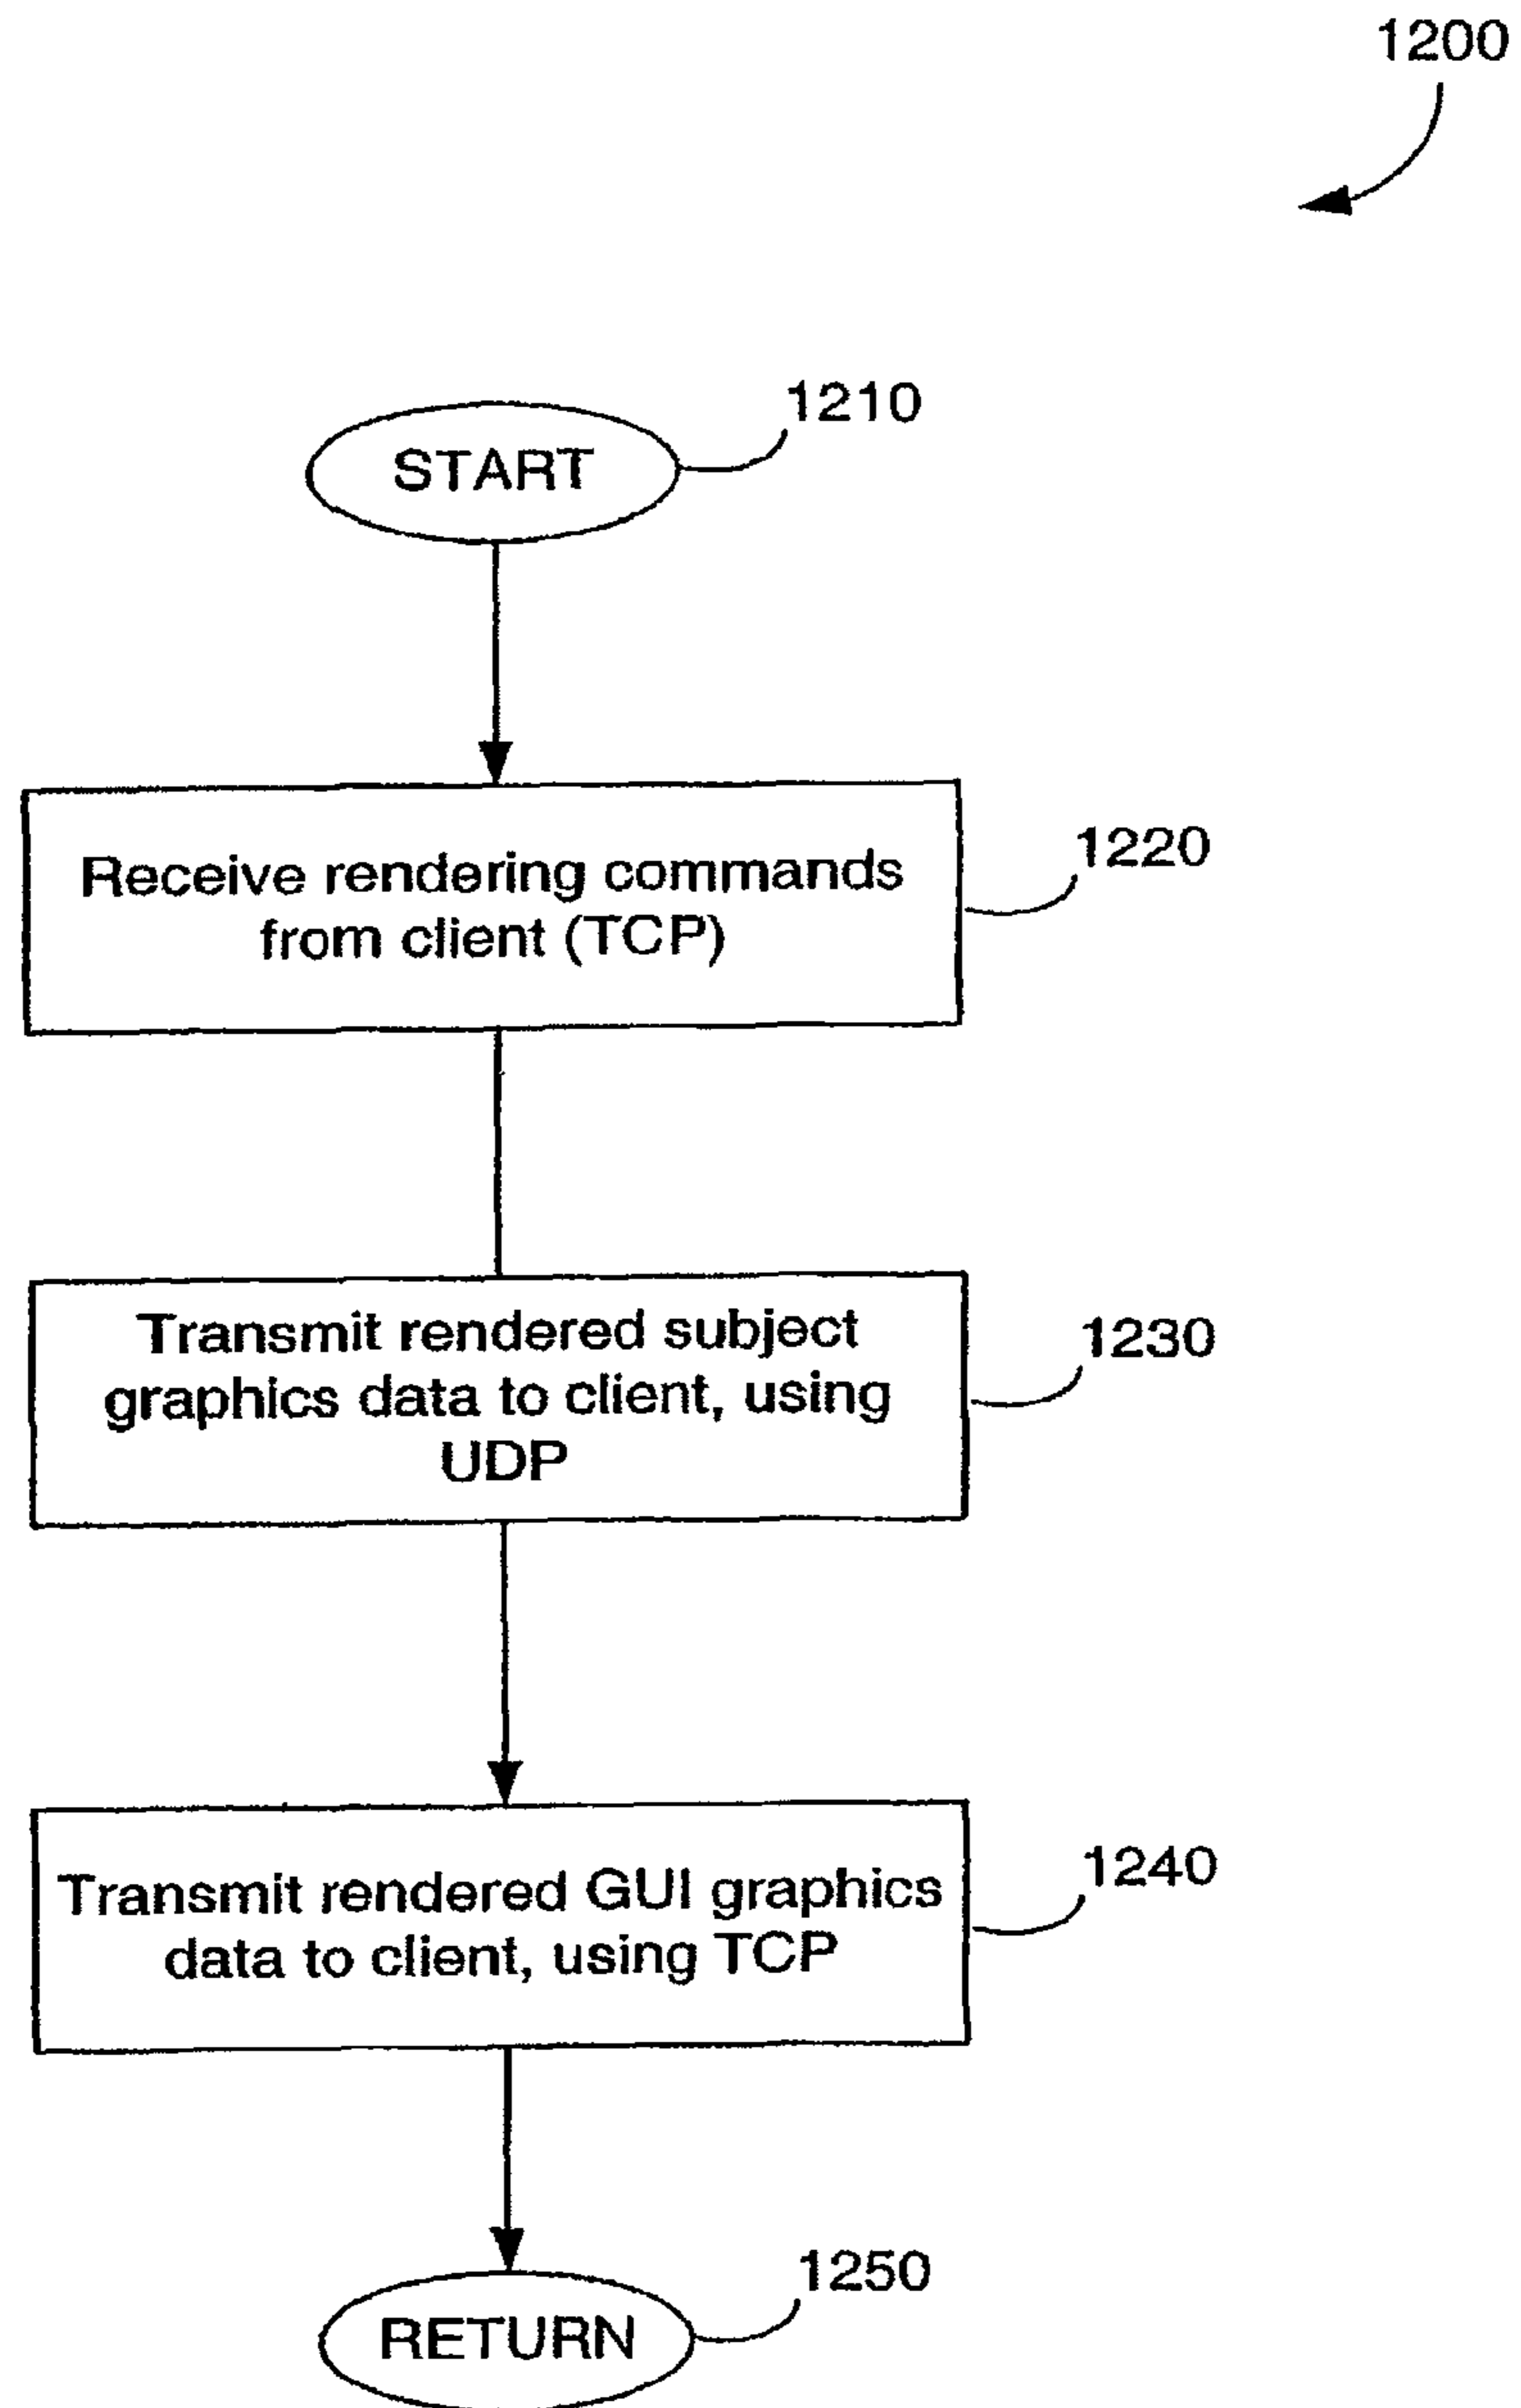 1200
START
1210
Receive rendering commands
from client (TCP)
1220
Transmit rendered subject
graphics data to client, using
UDP
1230
Transmit rendered GUI graphics
data to client, using TCP
1240
RETURN
1250